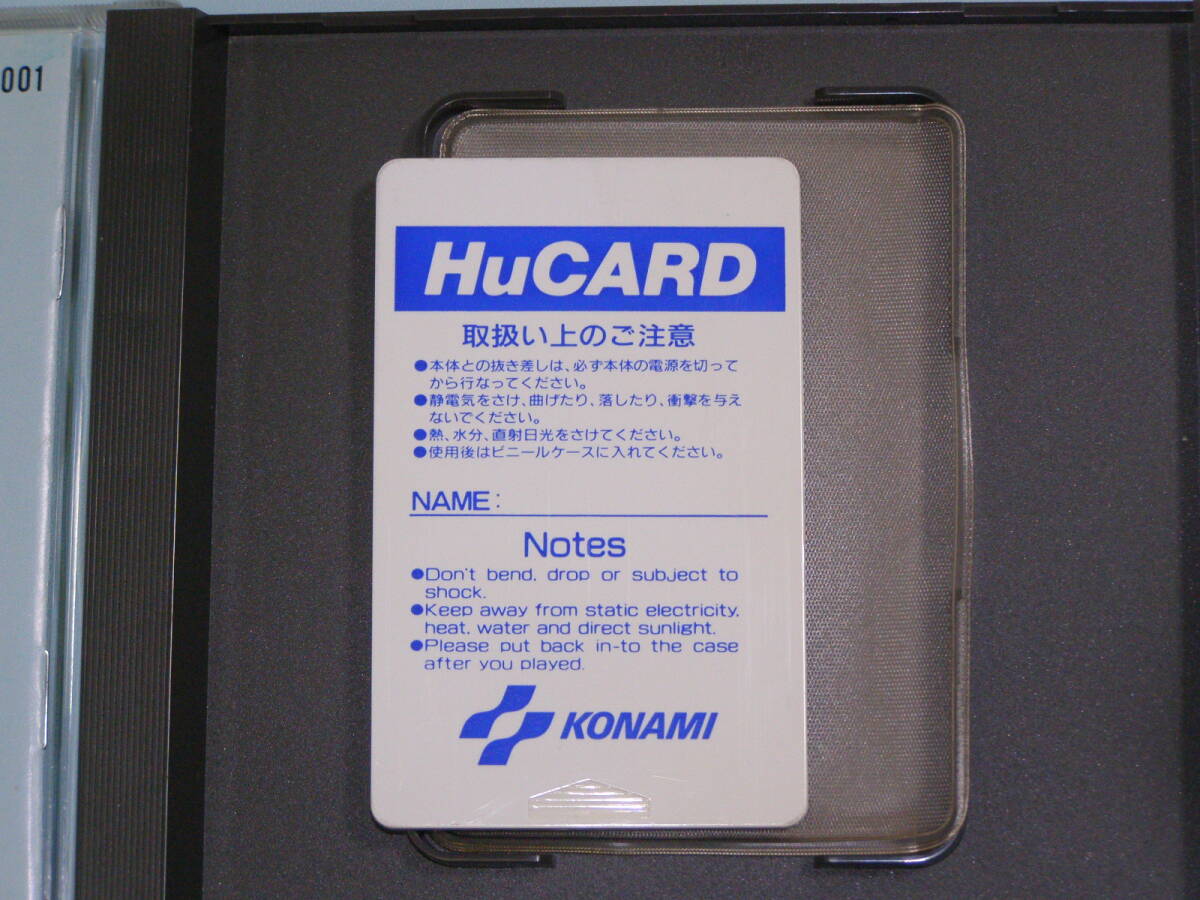 001
HuCARD
取扱い上のご注意
●本体との抜き差しは、必ず本体の電源を切って
から行なってください。
●静電気をさけ、曲げたり、落したり、衝撃を与え
ないでください。
●熱、水分、直射日光をさけてください。
●使用後はビニールケースに入れてください。
NAME:
Notes
●Don't bend, drop or subject to
shock.
●Keep away from static electricity,
heat, water and direct sunlight.
●Please put back in-to the case
after you played.
KONAMI